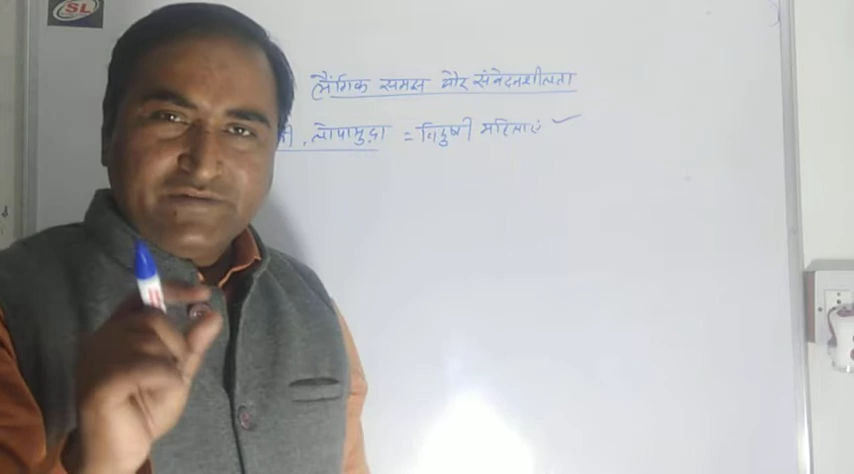 SL
लैंगिक समझ और संवेदनशीलता
की, लोपामुद्रा = विदुषी महिलाएं